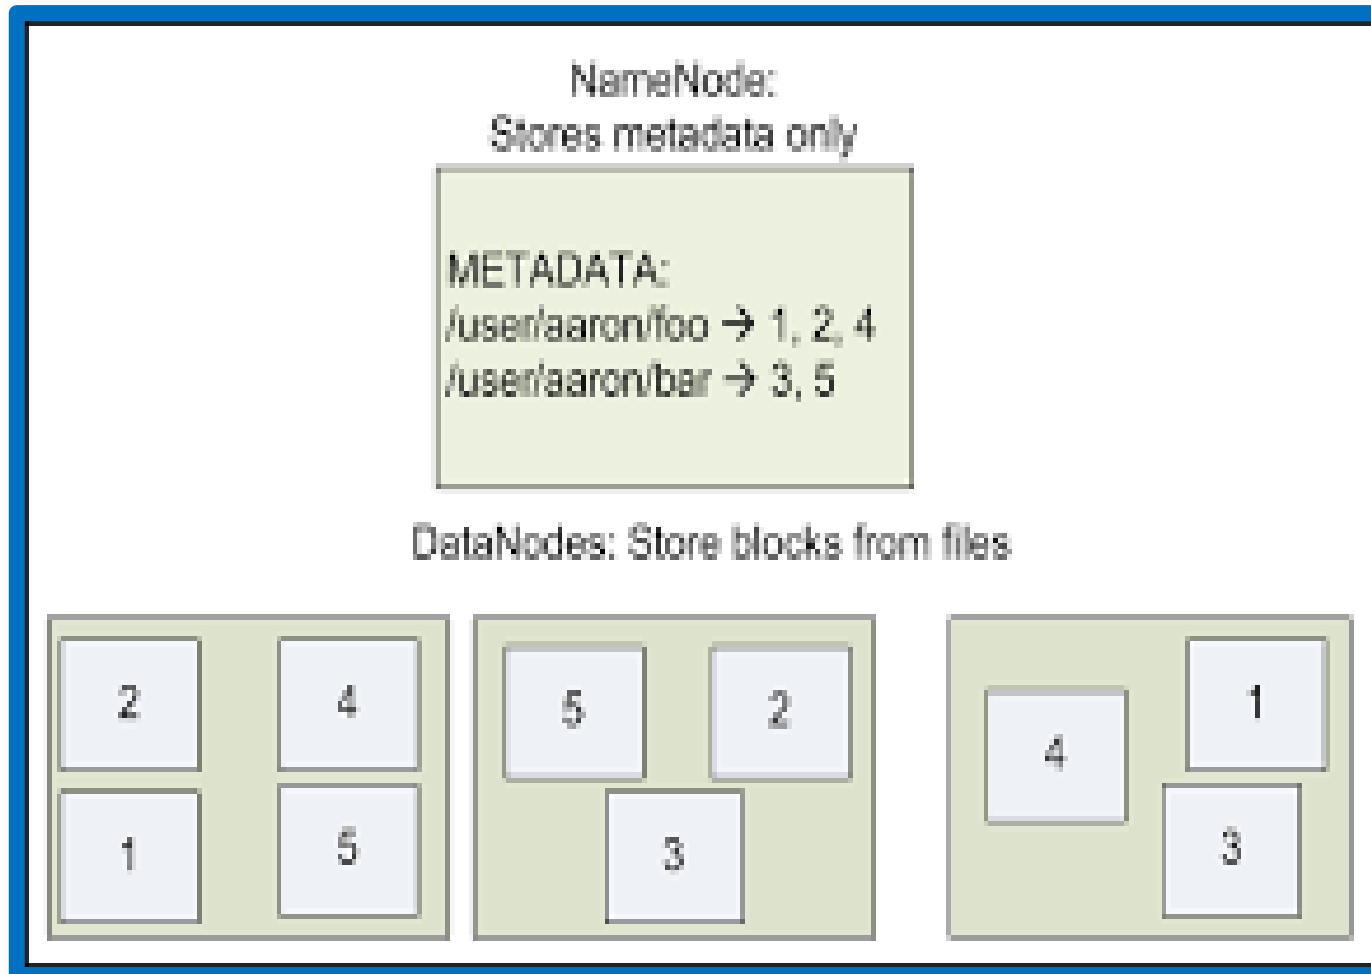 NameNode:
Stores metadata only
METADATA:
/user/aaron/foo → 1, 2, 4
/user/aaron/bar → 3, 5
DataNodes: Store blocks from files
2
4
1
5
5
2
3
4
1
3